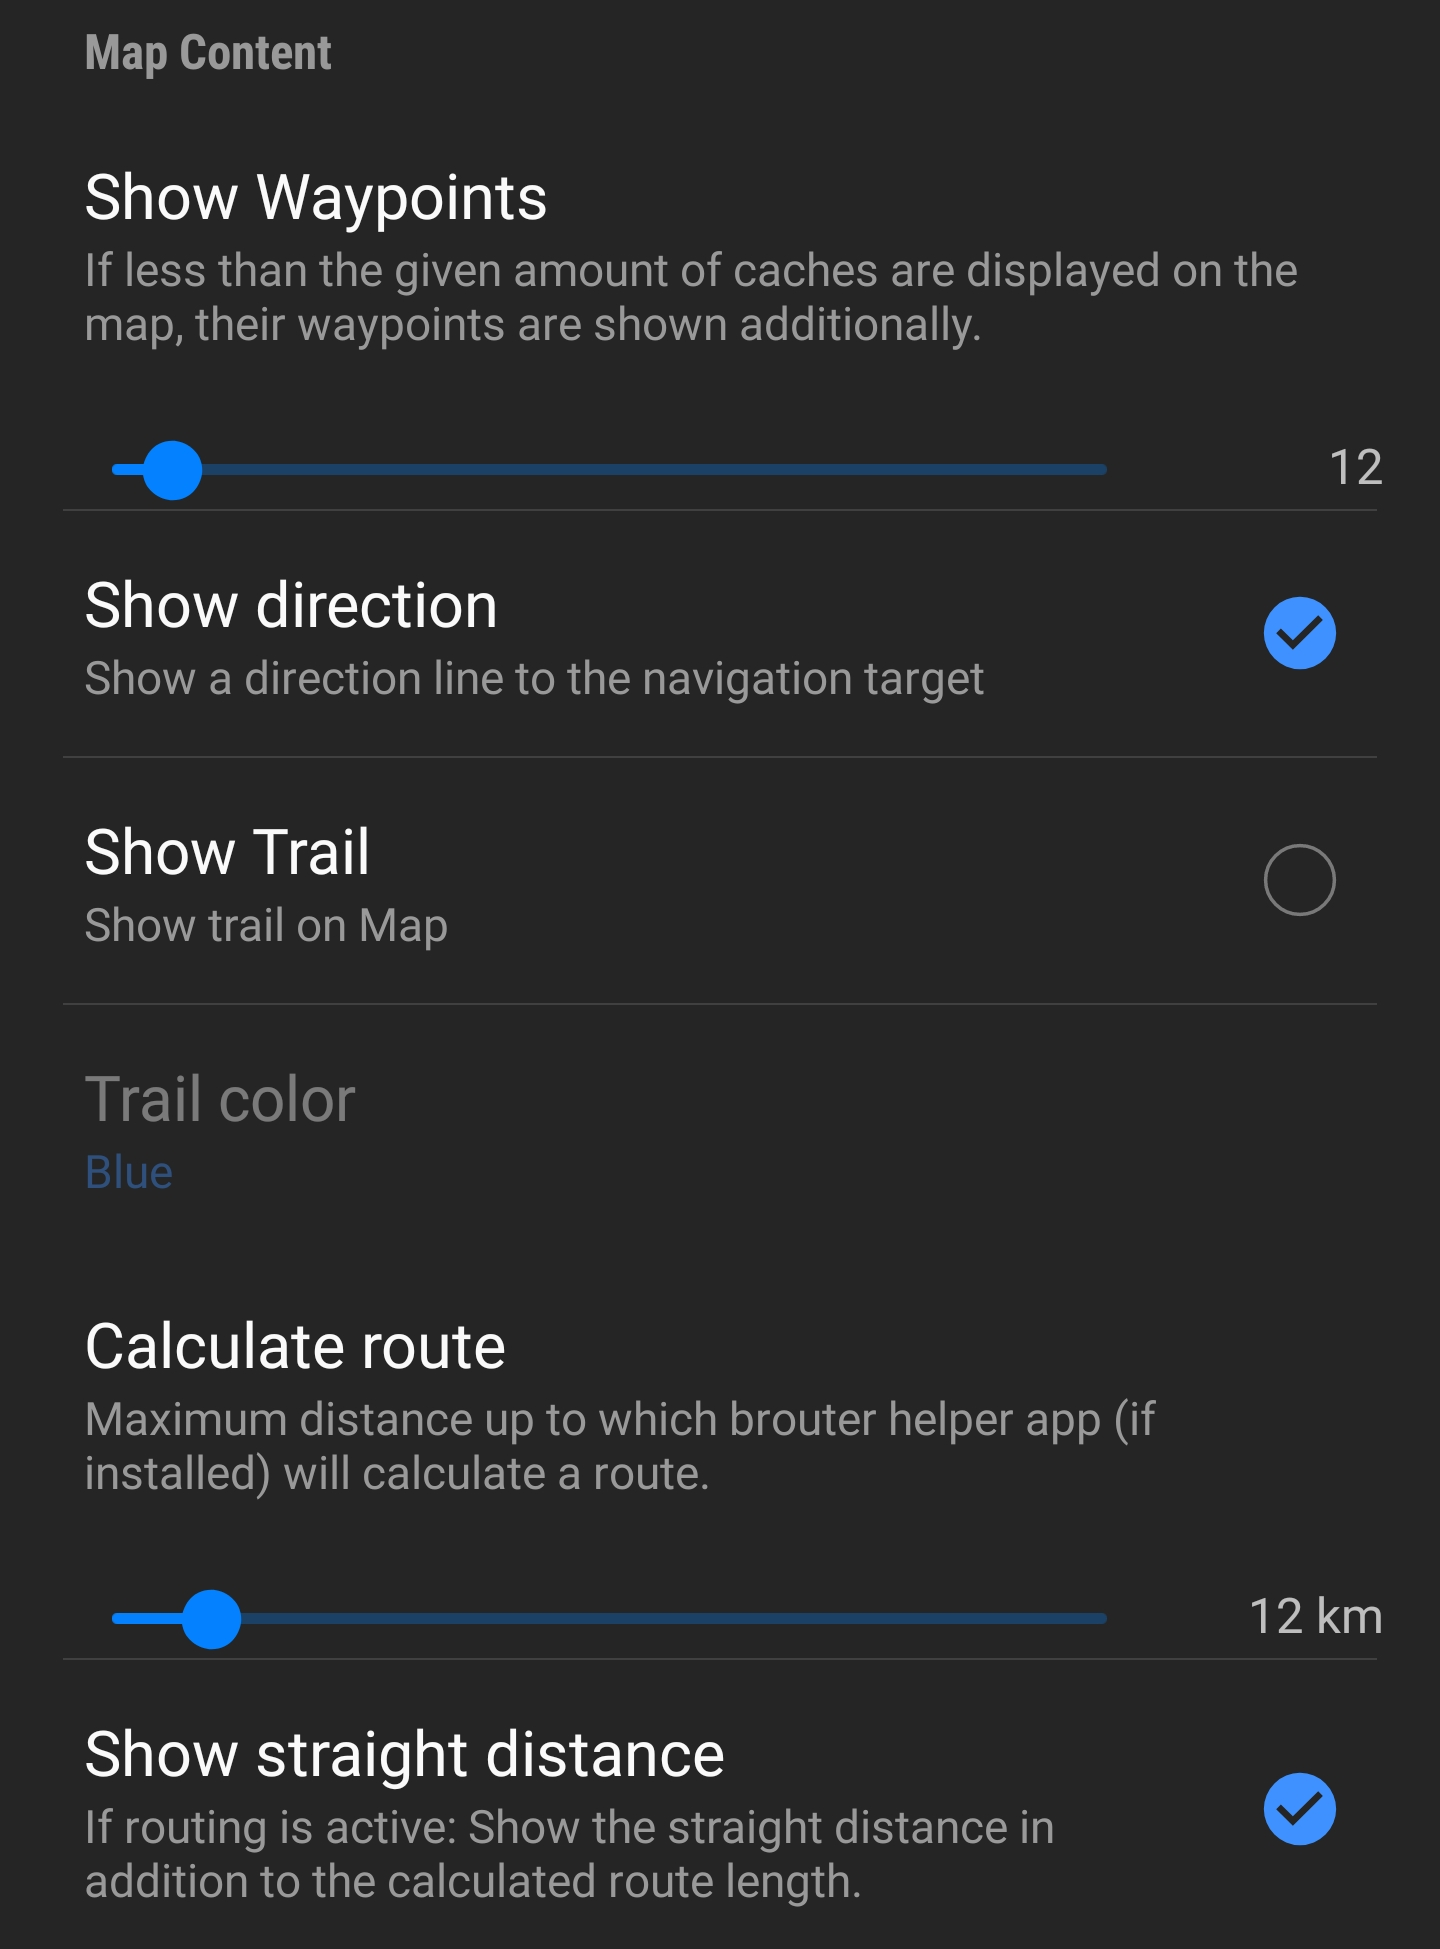 Map Content
Show Waypoints
If less than the given amount of caches are displayed on the
map, their waypoints are shown additionally.
12
Show direction
Show a direction line to the navigation target
Show Trail
Show trail on Map
Trail color
Blue
Calculate route
Maximum distance up to which brouter helper app (if
installed) will calculate a route.
12 km
Show straight distance
If routing is active: Show the straight distance in
addition to the calculated route length.